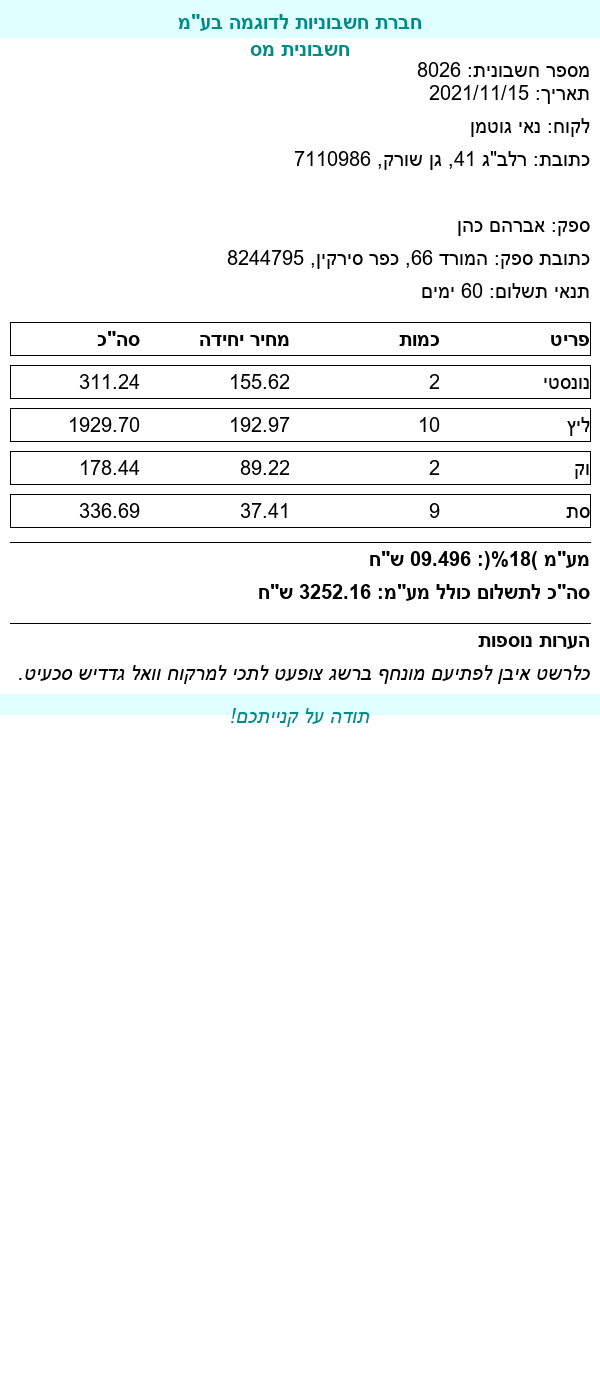 חברת חשבוניות לדוגמה בע"מ
חשבונית מס
מספר חשבונית: 8026
תאריך: 2021/11/15
לקוח: נאי גוטמן
כתובת: רלב"ג 41, גן שורק, 7110986
ספק: אברהם כהן
כתובת ספק: המורד 66, כפר סירקין, 8244795
תנאי תשלום: 60 ימים
פריט כמות מחיר יחידה סה"כ
נונסטי 2 155.62 311.24
ליץ 10 192.97 1929.70
וק 2 89.22 178.44
סת 9 37.41 336.69
מע"מ )18%(: 09.496 ש"ח
סה"כ לתשלום כולל מע"מ: 3252.16 ש"ח
הערות נוספות
כלרשט איבן לפתיעם מונחף ברשג צופעט לתכי למרקוח וואל גדדיש סכעיט.
תודה על קנייתכם!